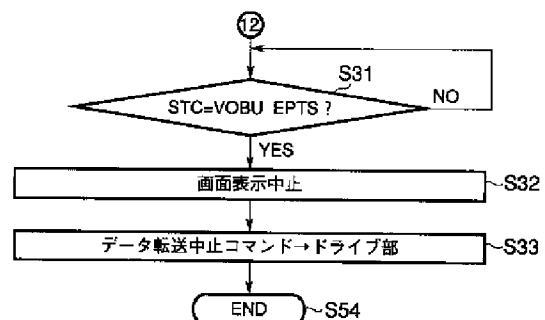 12
S31
STC=VOBU EPTS ?
NO
YES
画面表示中止
S32
データ転送中止コマンド→ドライブ部
S33
END
S54